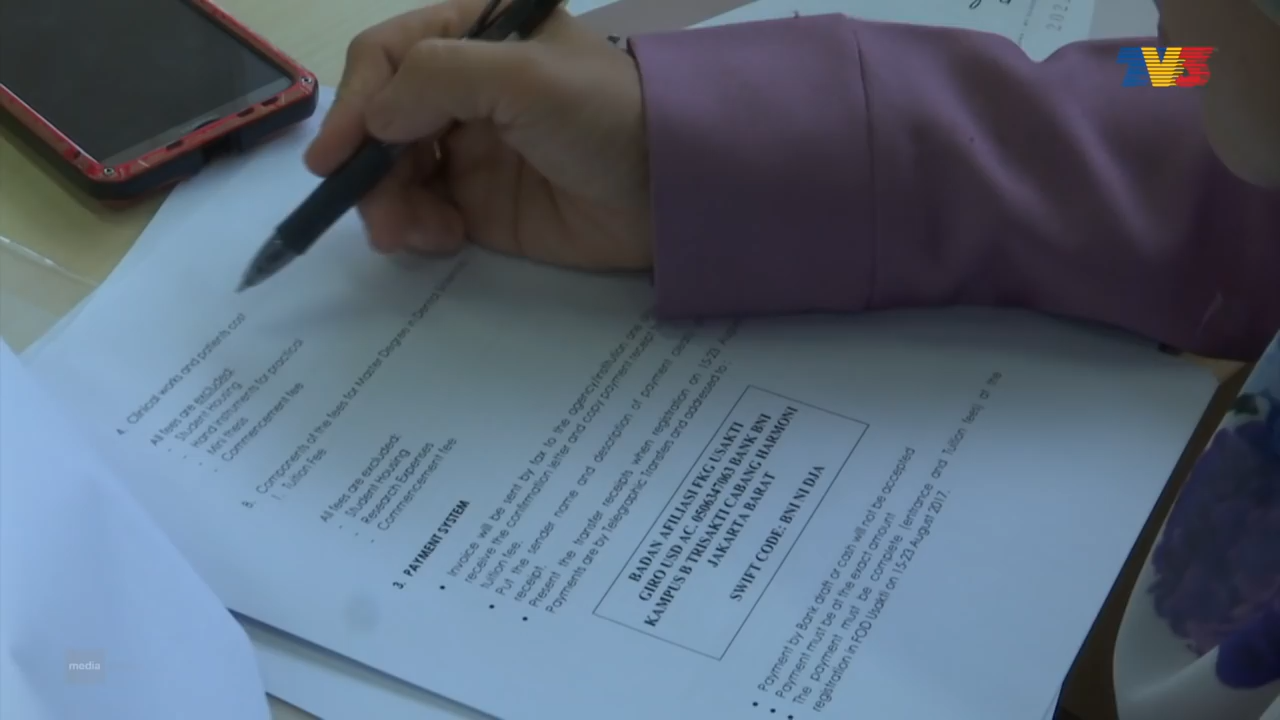 TV3
202
A. Clinical works and patients cost
All fees are excluded:
- Student Housing
- Hand instruments for practical
- Mini thesis
- Commencement fee
B. Components of the fees for Master Degree in Dental
1. Tuition Fee
All fees are excluded:
- Student Housing
- Research Expenses
- Commencement fee
3. PAYMENT SYSTEM
• Invoice will be sent by fax to the agency/institution
receive the confirmation letter and copy payment receipt
tuition fee.
• Put the sender name and description of payment
receipt.
• Present the transfer receipts when registration on 15-23
Payments are by Telegraphic Transfers and addressed to :
BADAN AFILIASI FKG USAKTI
GIRO USD AC. 0506347063 BANK BNI
KAMPUS B TRISAKTI CABANG HARMONI
JAKARTA BARAT
SWIFT CODE: BNI NI DJA
• Payment by Bank draft or cash will not be accepted
• Payment must be at the exact amount
• The payment must be complete (entrance and Tuition fee) at the
registration in FOD Usakti on 15-23 August 2017.
media